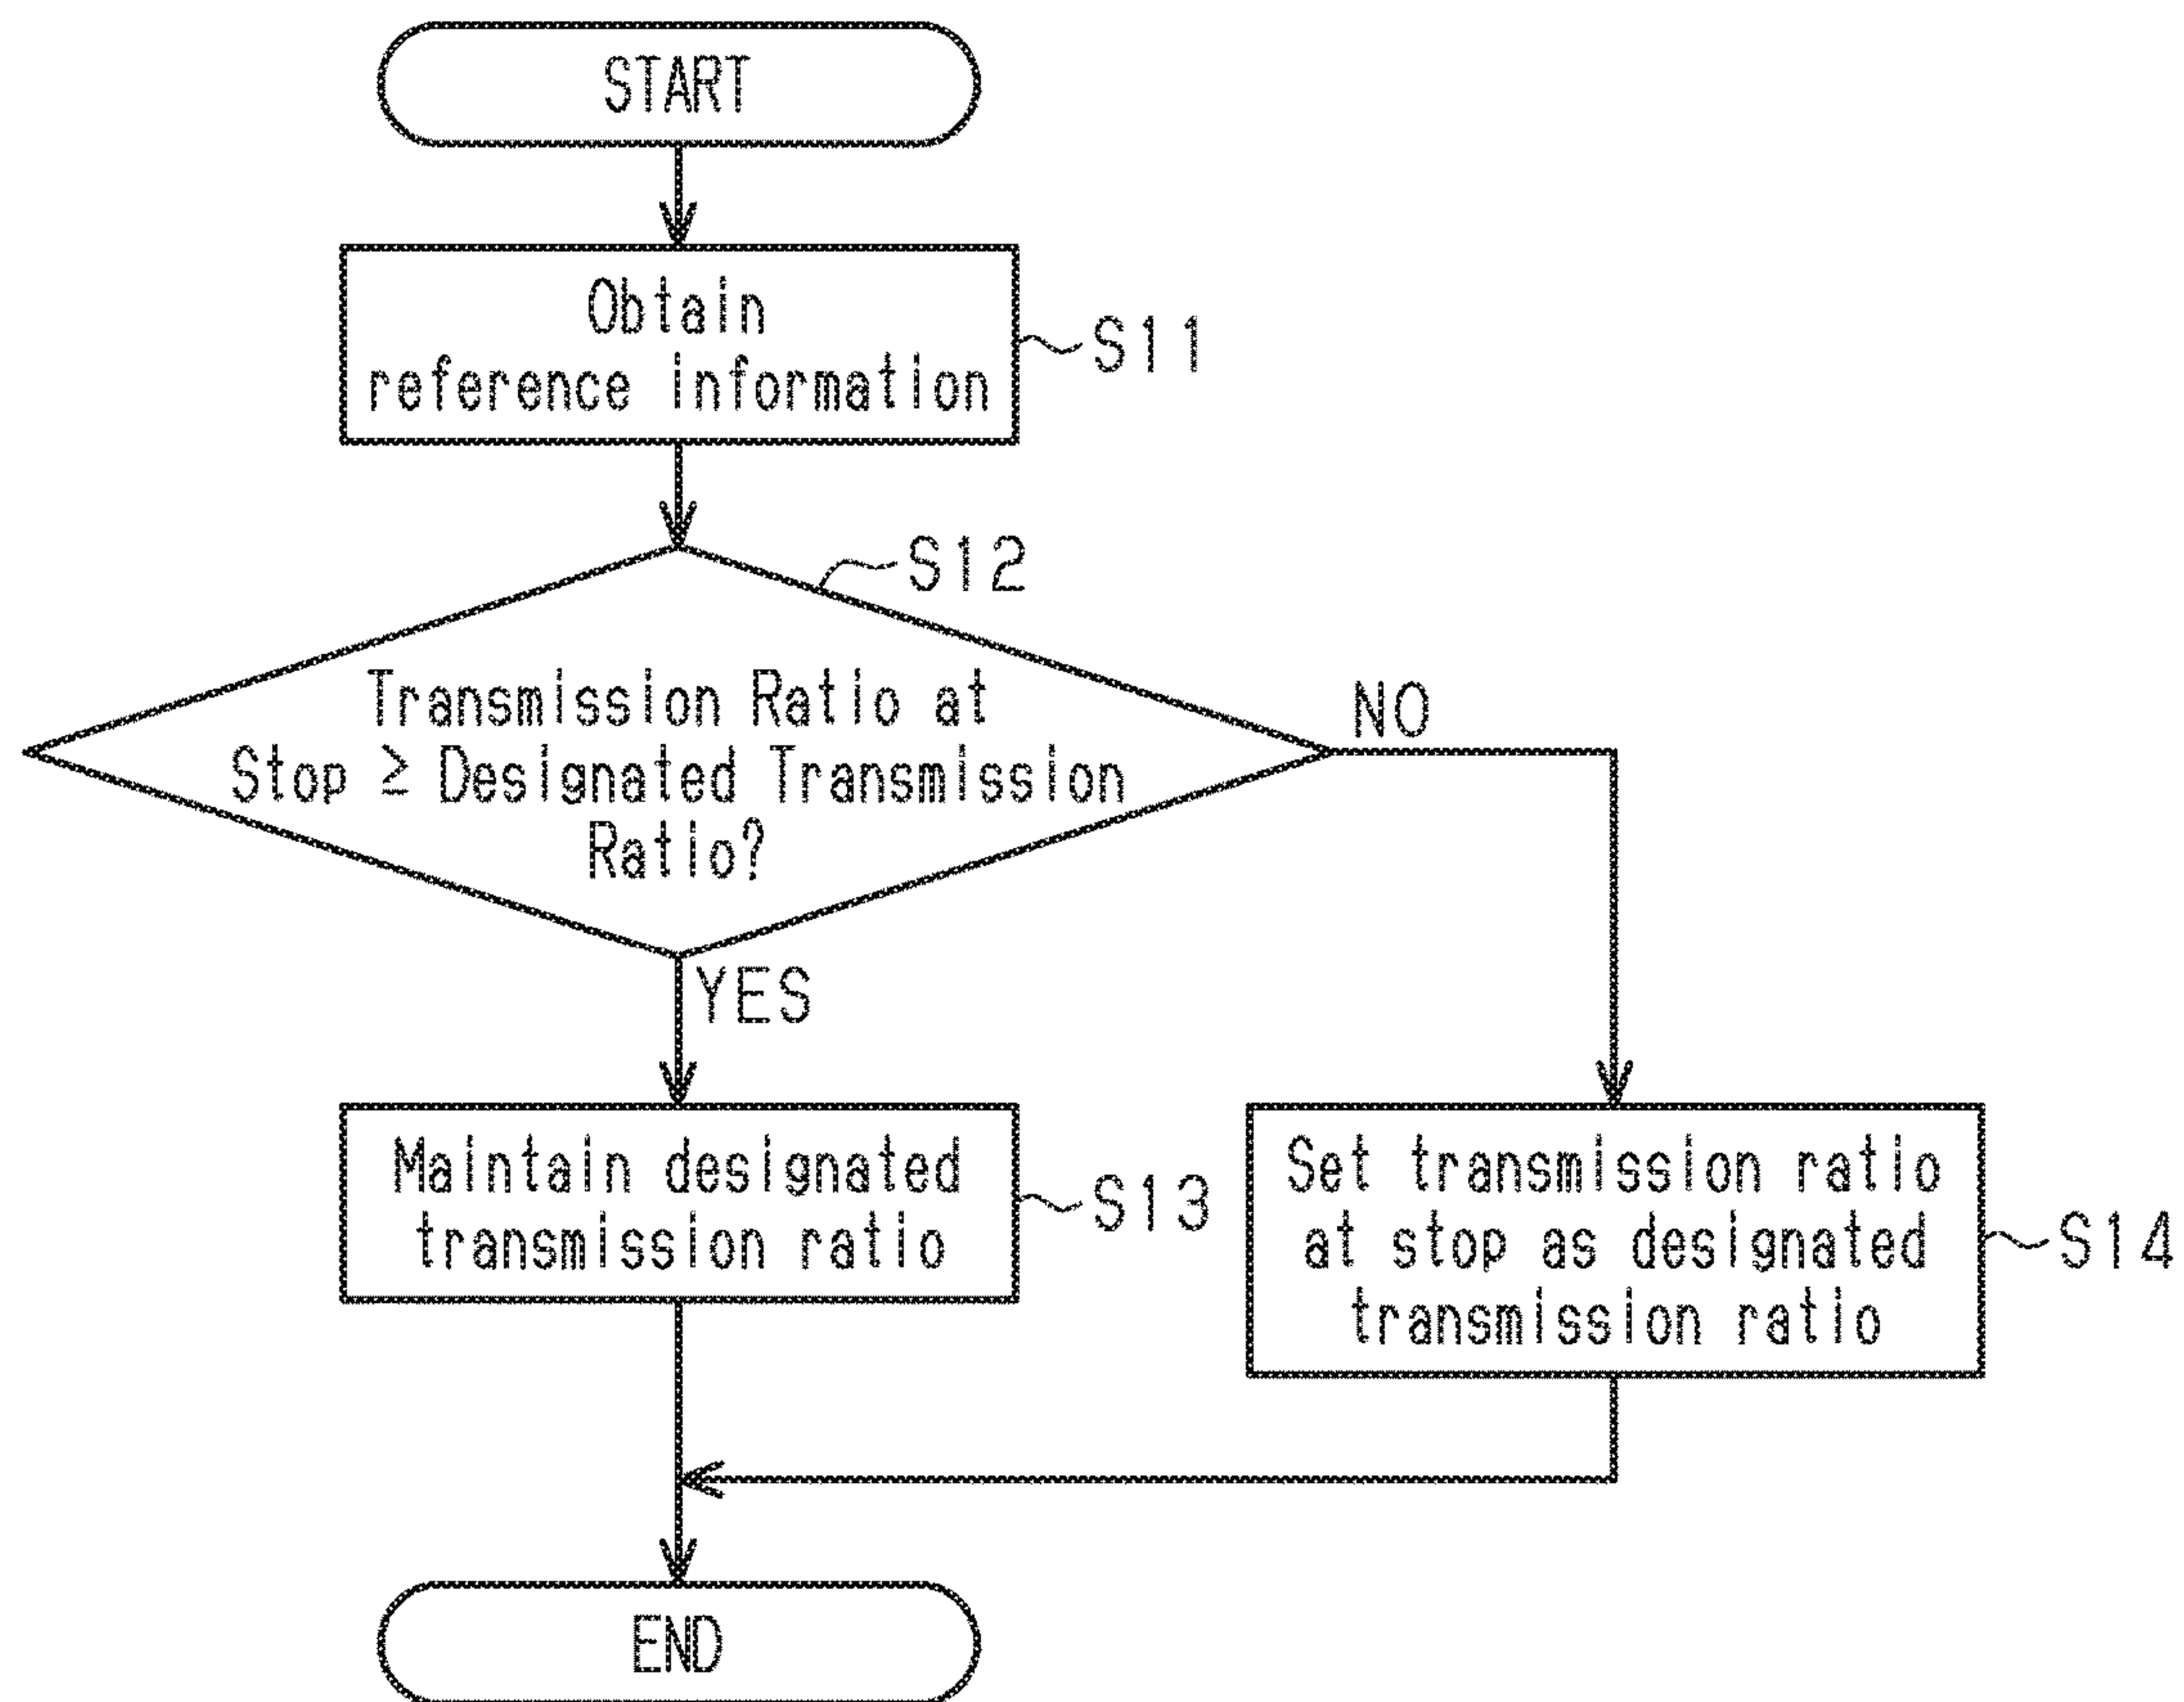 START
Obtain
reference information
S11
S12
Transmission Ratio at
Stop ≥ Designated Transmission
Ratio?
NO
YES
Maintain designated
transmission ratio
S13
Set transmission ratio
at stop as designated
transmission ratio
S14
END